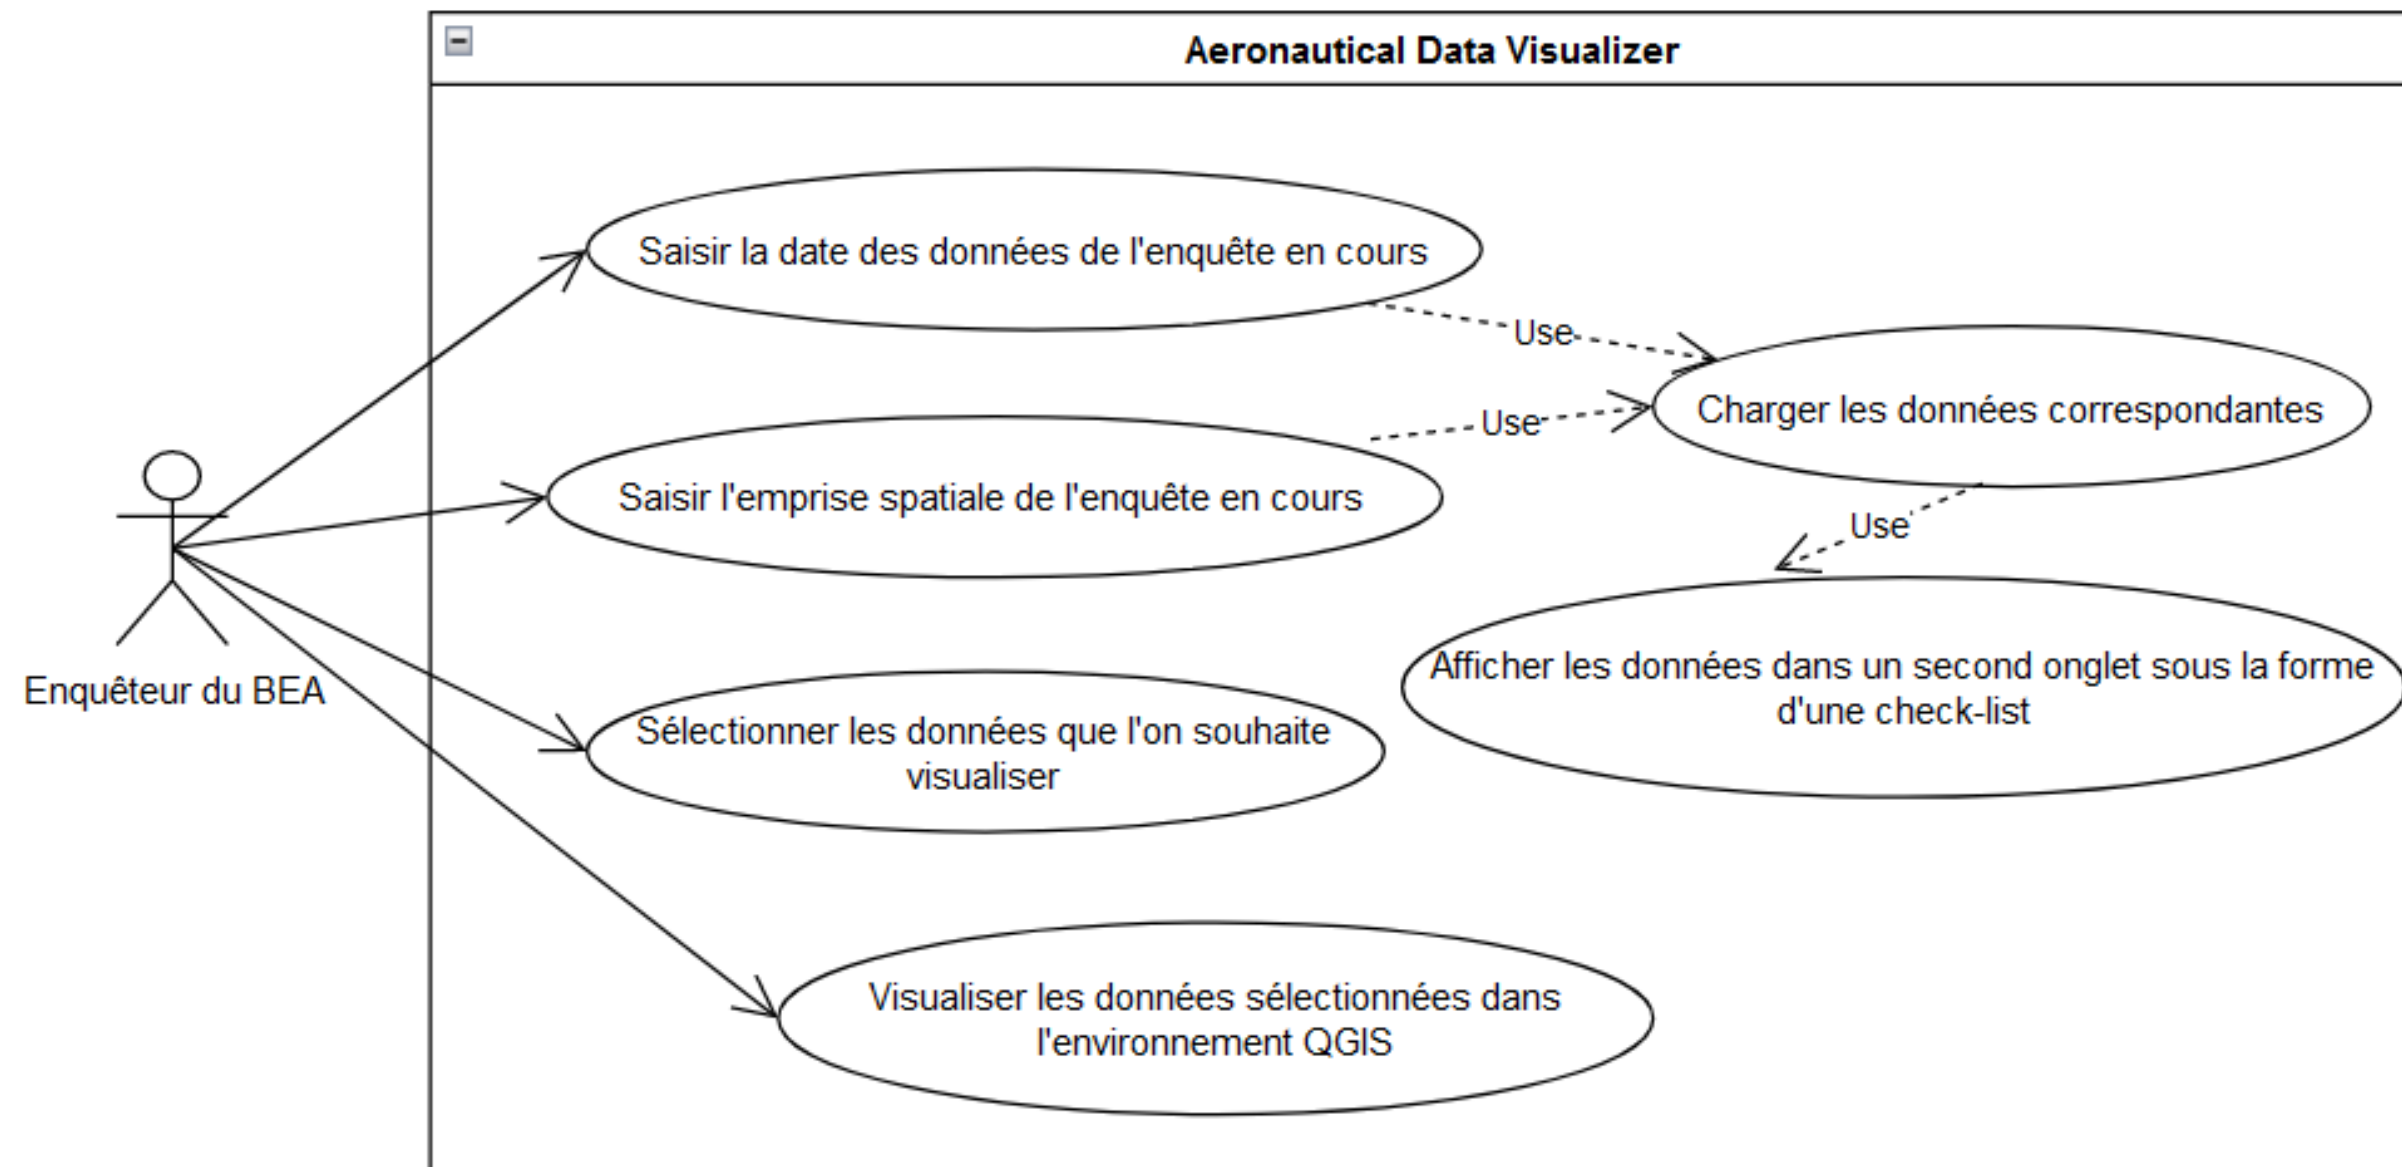 Aeronautical Data Visualizer
Saisir la date des données de l'enquête en cours
Use
Charger les données correspondantes
Use
Saisir l'emprise spatiale de l'enquête en cours
Use
Enquêteur du BEA
Afficher les données dans un second onglet sous la forme
d'une check-list
Sélectionner les données que l'on souhaite
visualiser
Visualiser les données sélectionnées dans
l'environnement QGIS